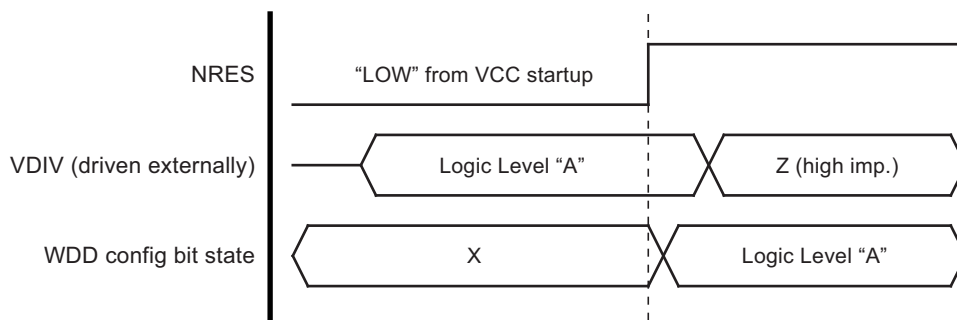 NRES
“LOW” from VCC startup
VDIV (driven externally)
Logic Level “A”
Z (high imp.)
WDD config bit state
X
Logic Level “A”